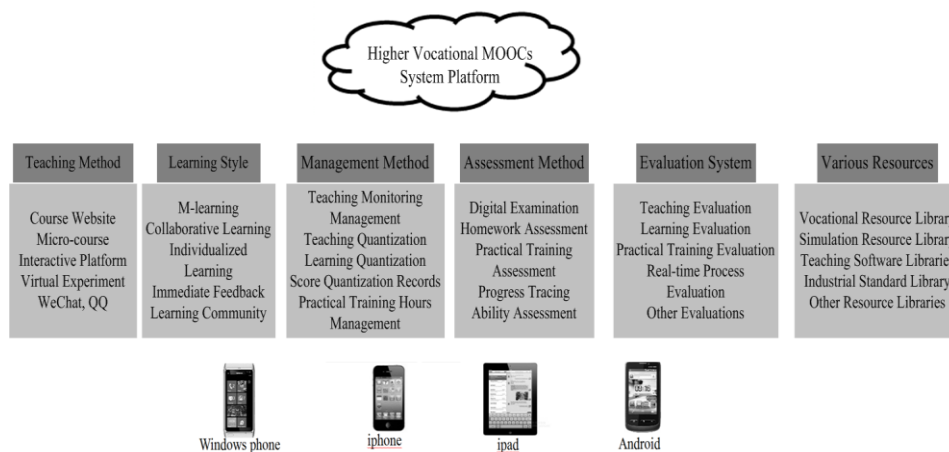 Higher Vocational MOOCs
System Platform
Teaching Method
Course Website
Micro-course
Interactive Platform
Virtual Experiment
WeChat, QQ
Learning Style
M-learning
Collaborative Learning
Individualized
Learning
Immediate Feedback
Learning Community
Management Method
Teaching Monitoring
Management
Teaching Quantization
Learning Quantization
Score Quantization Records
Practical Training Hours
Management
Assessment Method
Digital Examination
Homework Assessment
Practical Training
Assessment
Progress Tracing
Ability Assessment
Evaluation System
Teaching Evaluation
Learning Evaluation
Practical Training Evaluation
Real-time Process
Evaluation
Other Evaluations
Various Resources
Vocational Resource Librar
Simulation Resource Librar
Teaching Software Librarie
Industrial Standard Library
Other Resource Libraries
Windows phone
iphone
ipad
Android